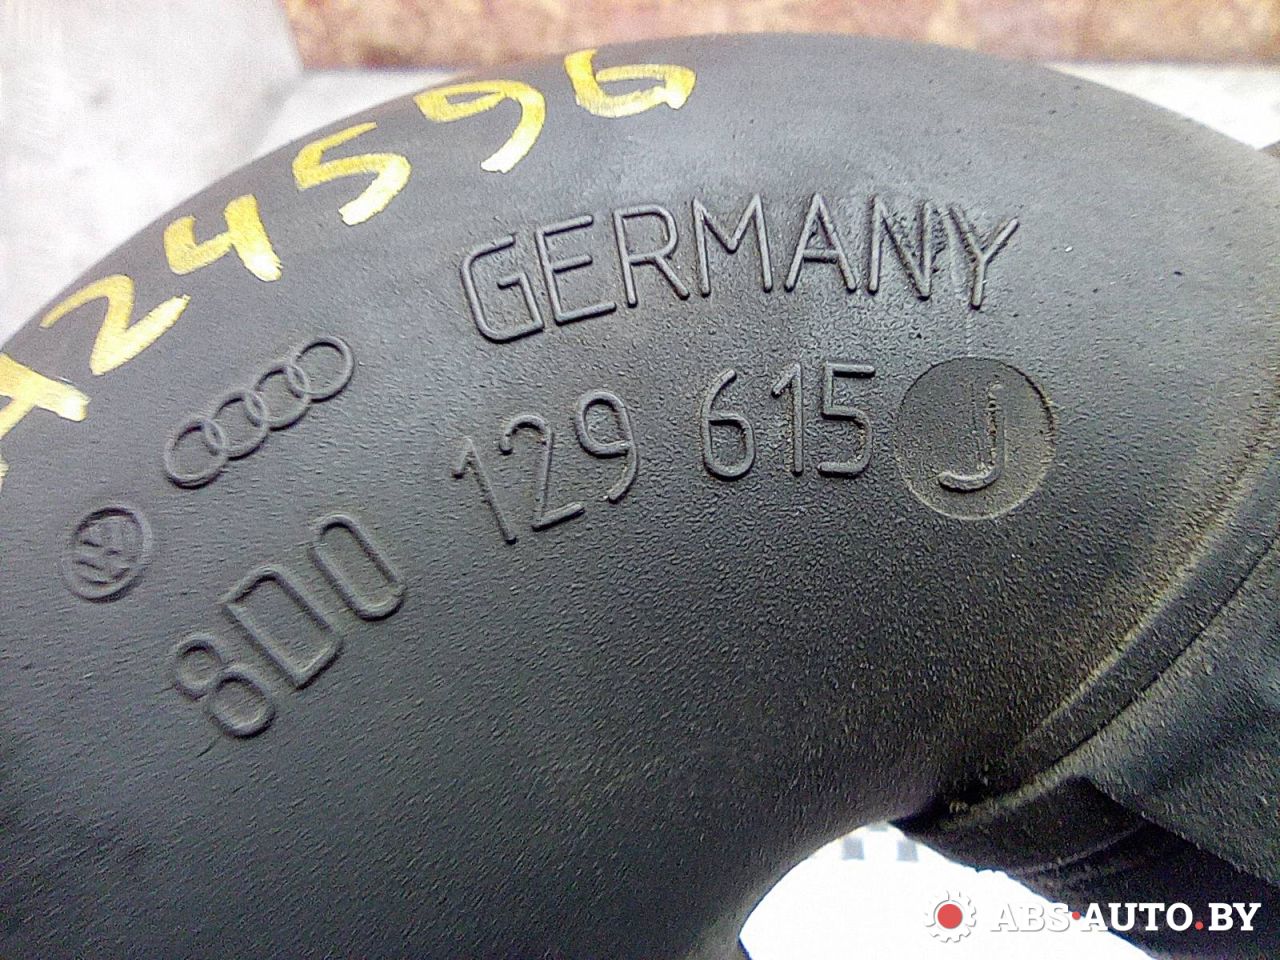 A24596
GERMANY
8D0 129 615 J
ABS·AUTO.BY